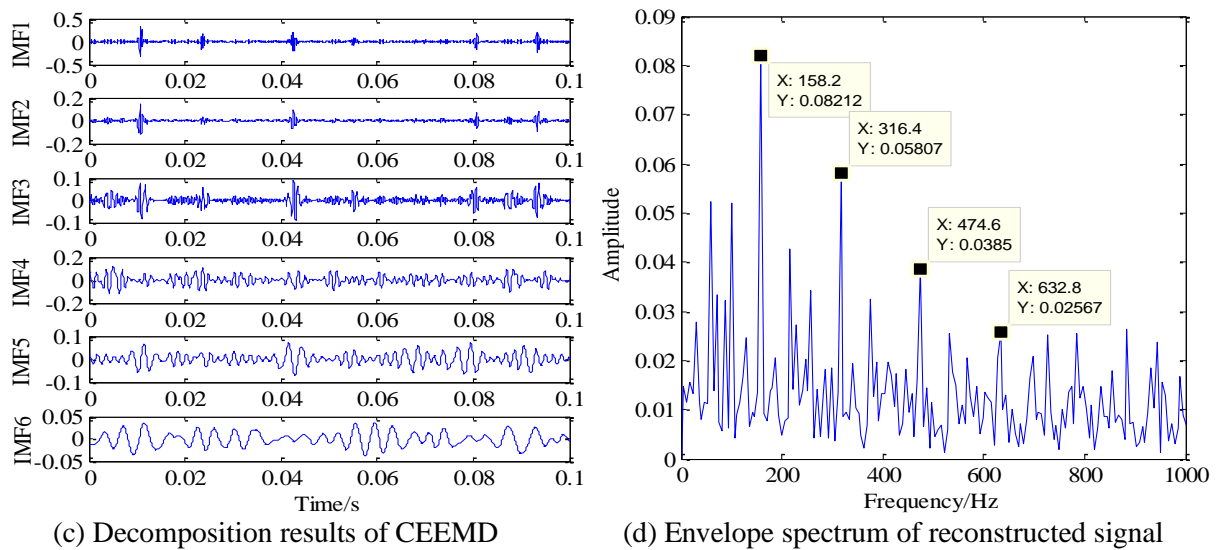 IMF1
0.5
0
-0.5
0 0.02 0.04 0.06 0.08 0.1
IMF2
0.2
0
-0.2
0 0.02 0.04 0.06 0.08 0.1
IMF3
0.1
0
-0.1
0 0.02 0.04 0.06 0.08 0.1
IMF4
0.2
0
-0.2
0 0.02 0.04 0.06 0.08 0.1
IMF5
0.1
0
-0.1
0 0.02 0.04 0.06 0.08 0.1
IMF6
0.05
0
-0.05
0 0.02 0.04 0.06 0.08 0.1
Time/s
(c) Decomposition results of CEEMD
Amplitude
0.09
0.08
0.07
0.06
0.05
0.04
0.03
0.02
0.01
0
X: 158.2
Y: 0.08212
X: 316.4
Y: 0.05807
X: 474.6
Y: 0.0385
X: 632.8
Y: 0.02567
0 200 400 600 800 1000
Frequency/Hz
(d) Envelope spectrum of reconstructed signal